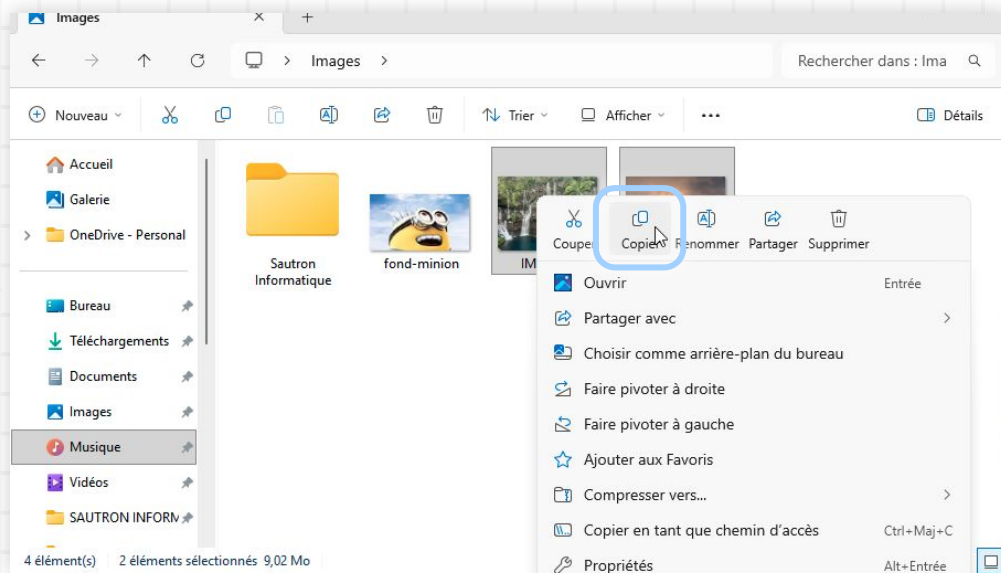 Images
Images
Rechercher dans : Ima
Nouveau
Trier
Afficher
Détails
Accueil
Galerie
OneDrive - Personal
Bureau
Téléchargements
Documents
Images
Musique
Vidéos
SAUTRON INFORM
Sautron
Informatique
fond-minion
IM
Couper
Copier
Renommer
Partager
Supprimer
Ouvrir
Entrée
Partager avec
Choisir comme arrière-plan du bureau
Faire pivoter à droite
Faire pivoter à gauche
Ajouter aux Favoris
Compresser vers...
Copier en tant que chemin d'accès
Ctrl+Maj+C
Propriétés
Alt+Entrée
4 élément(s)
2 éléments sélectionnés 9,02 Mo